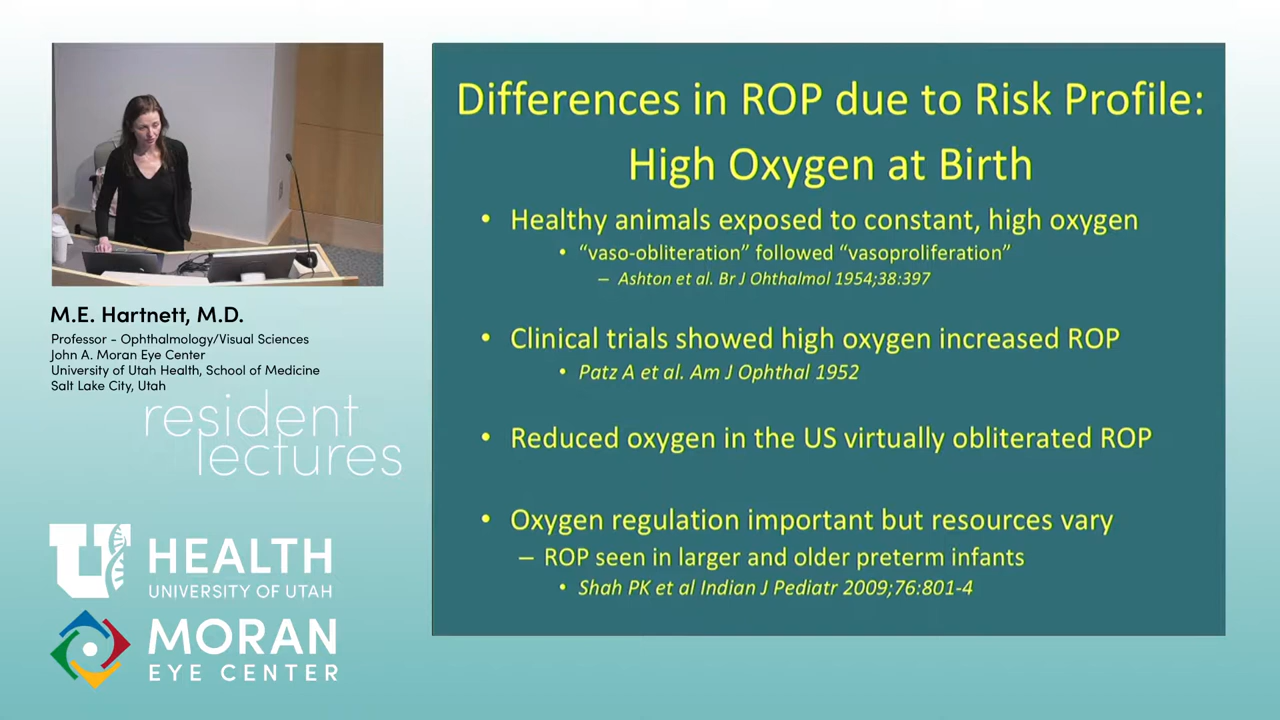 Differences in ROP due to Risk Profile:
High Oxygen at Birth
• Healthy animals exposed to constant, high oxygen
• “vaso-obliteration” followed “vasoproliferation”
– Ashton et al. Br J Ohthalmol 1954;38:397
• Clinical trials showed high oxygen increased ROP
• Patz A et al. Am J Ophthal 1952
• Reduced oxygen in the US virtually obliterated ROP
• Oxygen regulation important but resources vary
– ROP seen in larger and older preterm infants
• Shah PK et al Indian J Pediatr 2009;76:801-4
M.E. Hartnett, M.D.
Professor - Ophthalmology/Visual Sciences
John A. Moran Eye Center
University of Utah Health, School of Medicine
Salt Lake City, Utah
resident
lectures
U HEALTH
UNIVERSITY OF UTAH
MORAN
EYE CENTER